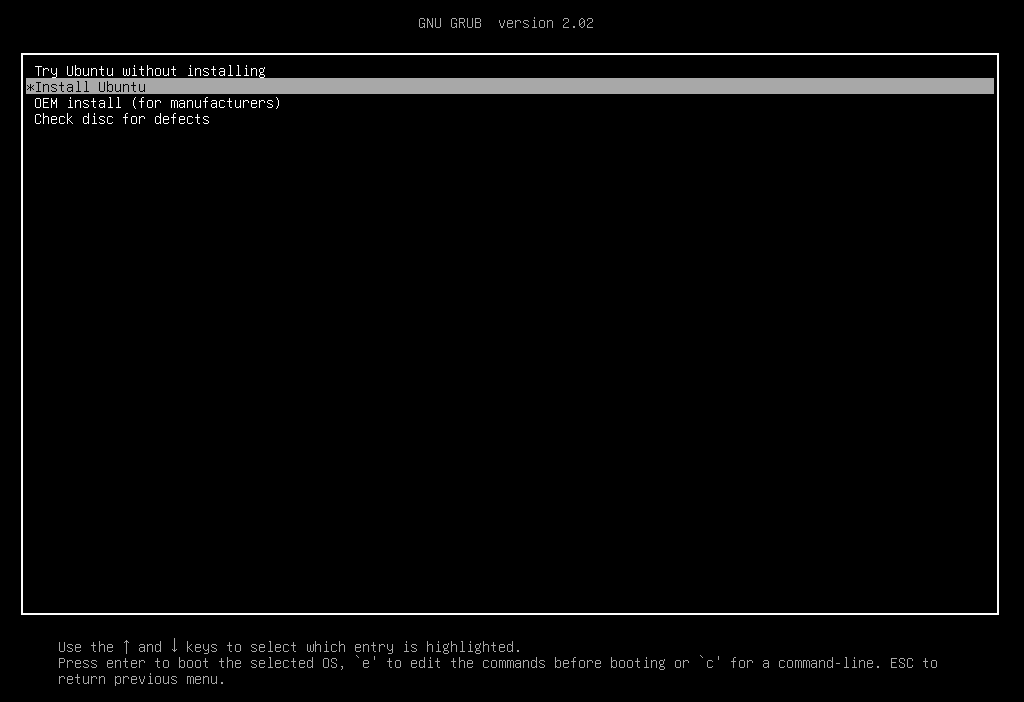 GNU GRUB  version 2.02
Try Ubuntu without installing
*Install Ubuntu
OEM install (for manufacturers)
Check disc for defects
Use the ↑ and ↓ keys to select which entry is highlighted.
Press enter to boot the selected OS, `e' to edit the commands before booting or `c' for a command-line. ESC to
return previous menu.